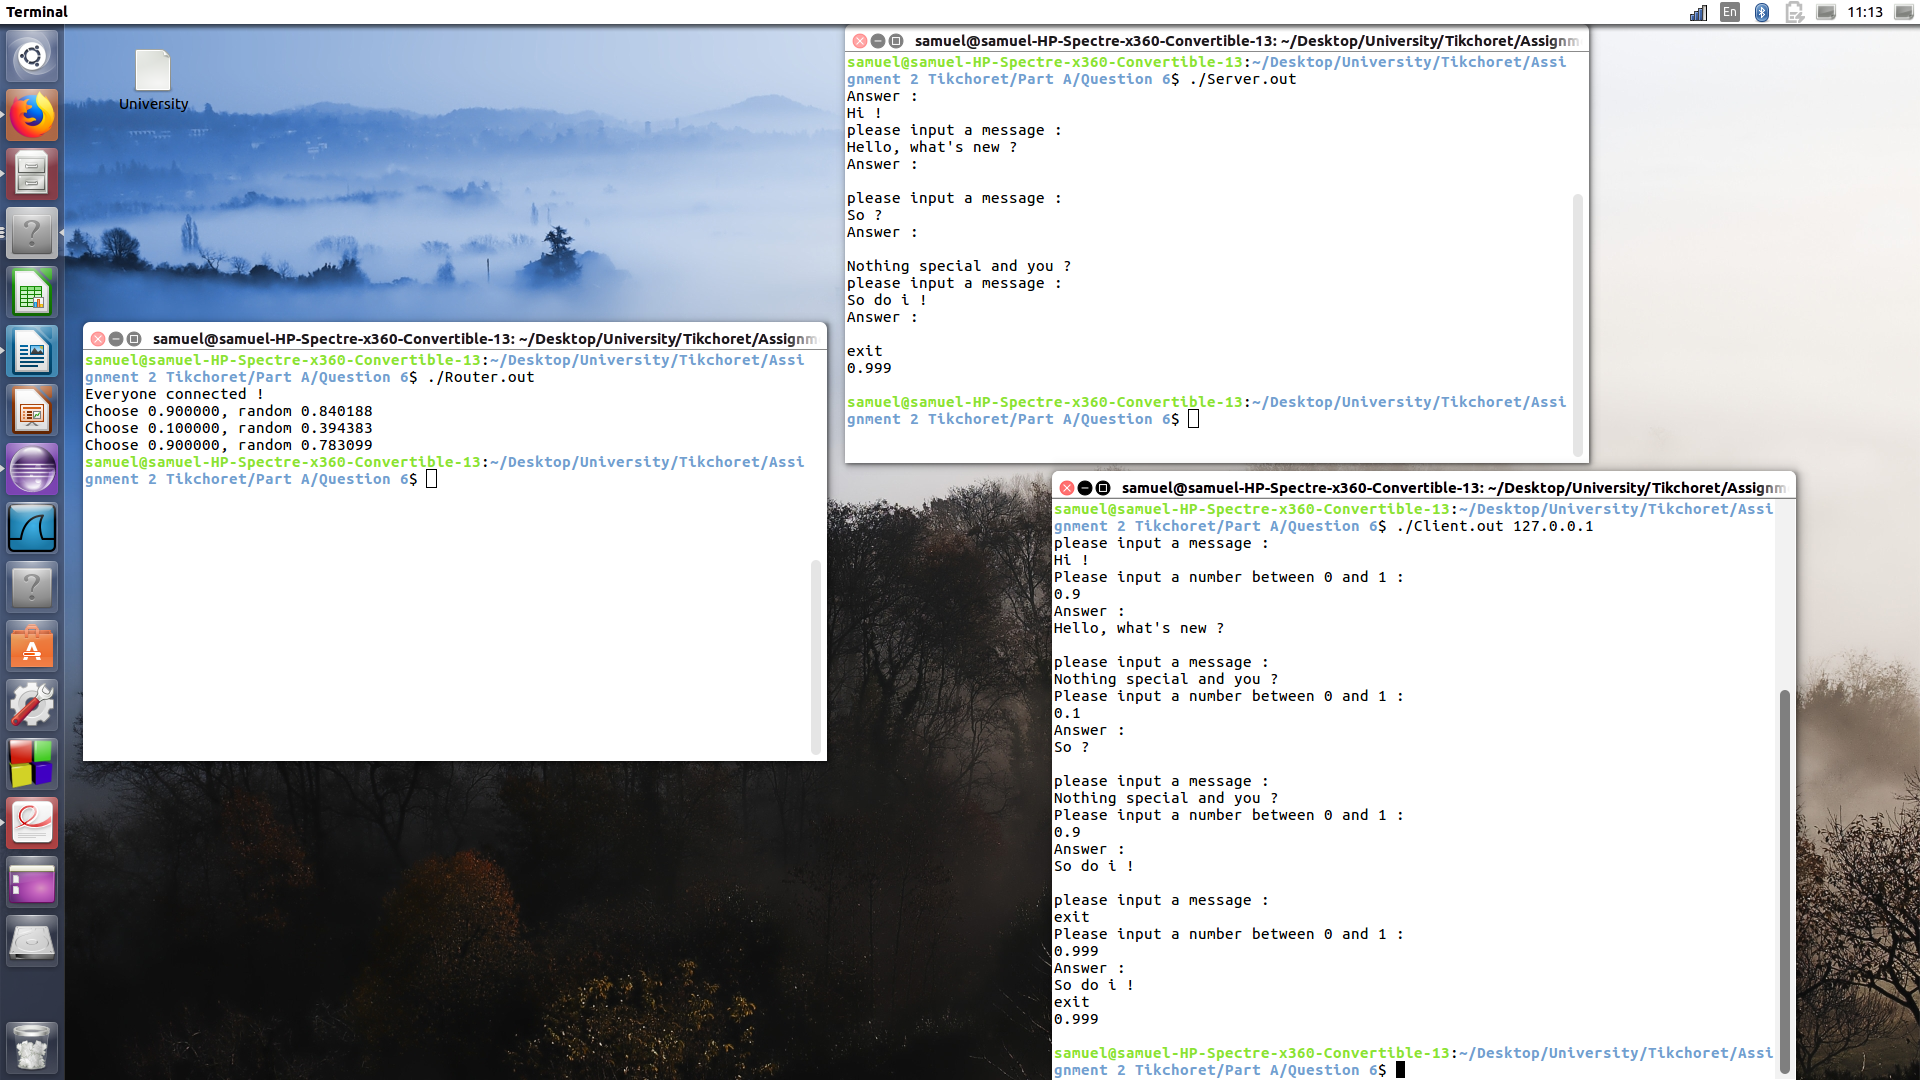 Terminal
En
11:13
University
samuel@samuel-HP-Spectre-x360-Convertible-13: ~/Desktop/University/Tikchoret/Assignm
samuel@samuel-HP-Spectre-x360-Convertible-13:~/Desktop/University/Tikchoret/Assi
gnment 2 Tikchoret/Part A/Question 6$ ./Server.out
Answer :
Hi !
please input a message :
Hello, what's new ?
Answer :
please input a message :
So ?
Answer :
Nothing special and you ?
please input a message :
So do i !
Answer :
exit
0.999
samuel@samuel-HP-Spectre-x360-Convertible-13:~/Desktop/University/Tikchoret/Assi
gnment 2 Tikchoret/Part A/Question 6$
samuel@samuel-HP-Spectre-x360-Convertible-13: ~/Desktop/University/Tikchoret/Assignm
samuel@samuel-HP-Spectre-x360-Convertible-13:~/Desktop/University/Tikchoret/Assi
gnment 2 Tikchoret/Part A/Question 6$ ./Router.out
Everyone connected !
Choose 0.900000, random 0.840188
Choose 0.100000, random 0.394383
Choose 0.900000, random 0.783099
samuel@samuel-HP-Spectre-x360-Convertible-13:~/Desktop/University/Tikchoret/Assi
gnment 2 Tikchoret/Part A/Question 6$
samuel@samuel-HP-Spectre-x360-Convertible-13: ~/Desktop/University/Tikchoret/Assignm
samuel@samuel-HP-Spectre-x360-Convertible-13:~/Desktop/University/Tikchoret/Assi
gnment 2 Tikchoret/Part A/Question 6$ ./Client.out 127.0.0.1
please input a message :
Hi !
Please input a number between 0 and 1 :
0.9
Answer :
Hello, what's new ?
please input a message :
Nothing special and you ?
Please input a number between 0 and 1 :
0.1
Answer :
So ?
please input a message :
Nothing special and you ?
Please input a number between 0 and 1 :
0.9
Answer :
So do i !
please input a message :
exit
Please input a number between 0 and 1 :
0.999
Answer :
So do i !
exit
0.999
samuel@samuel-HP-Spectre-x360-Convertible-13:~/Desktop/University/Tikchoret/Assi
gnment 2 Tikchoret/Part A/Question 6$